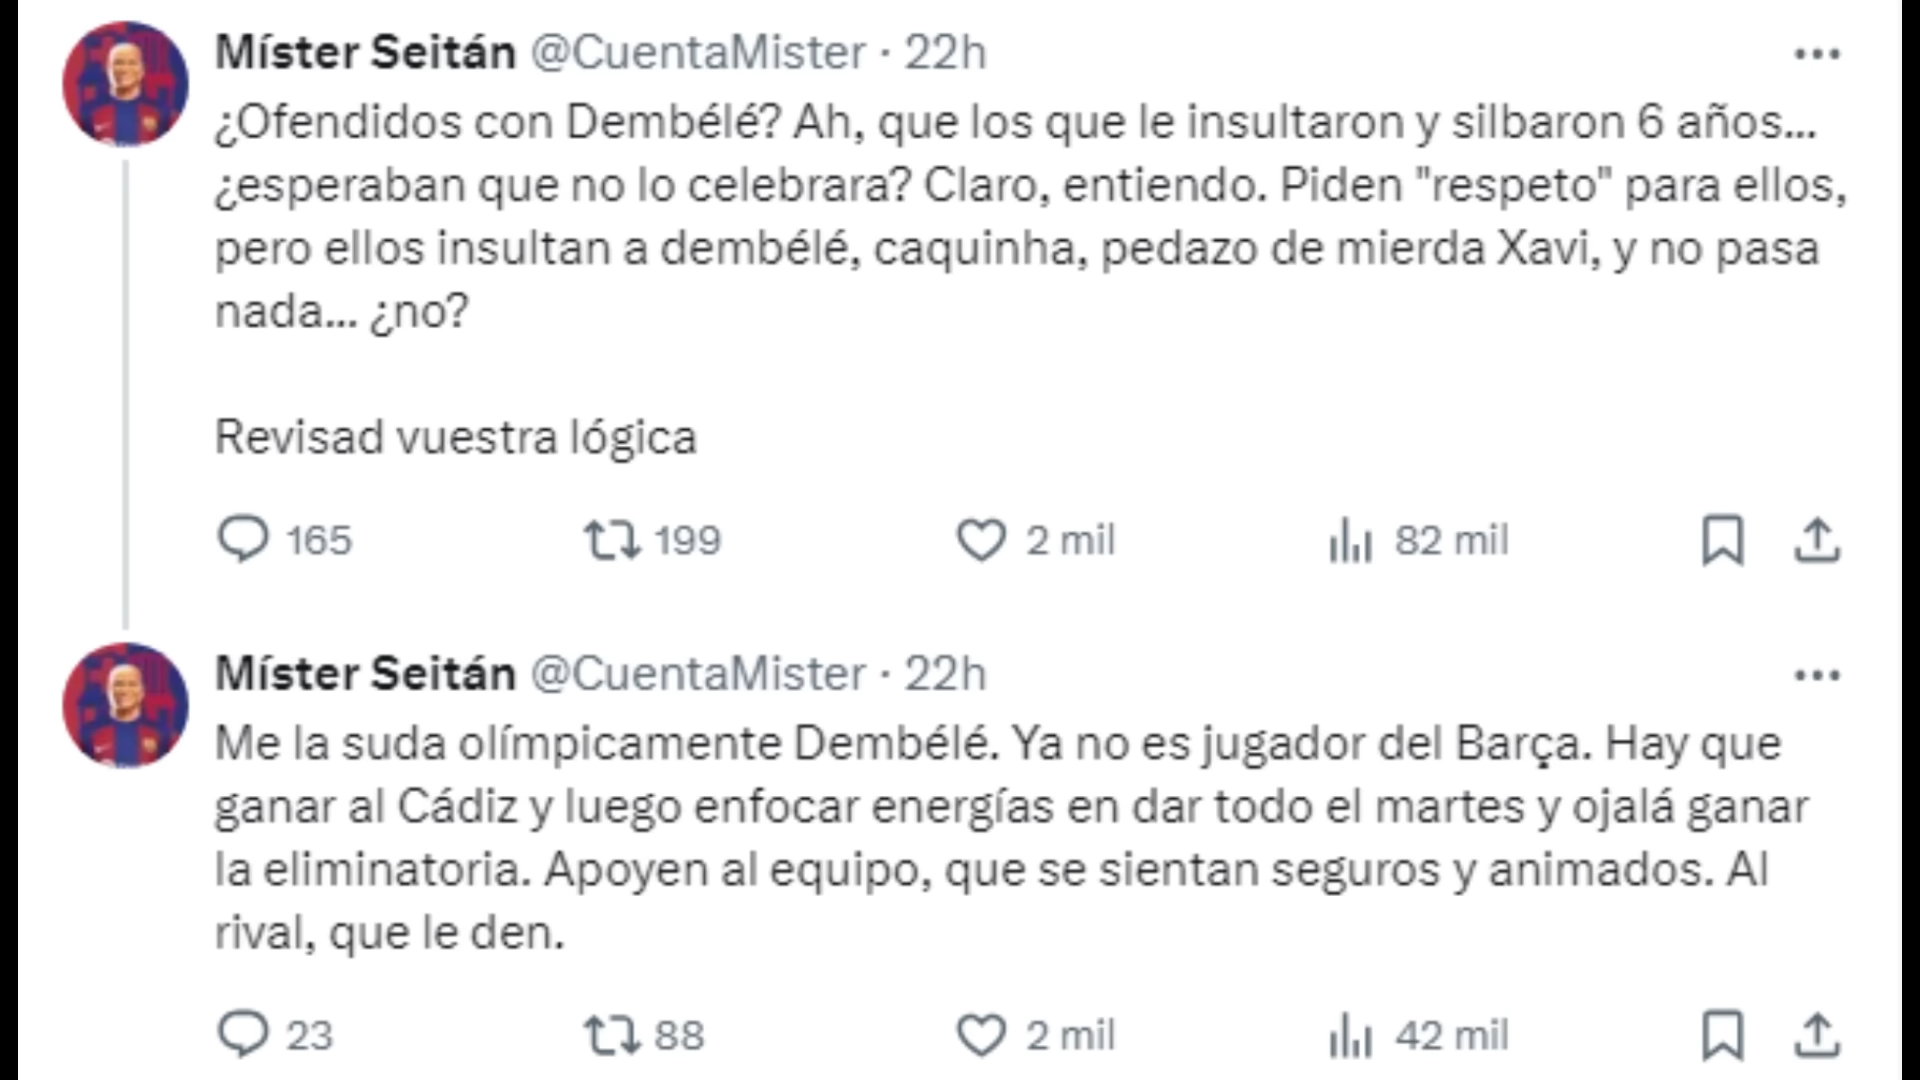 Míster Seitán @CuentaMister · 22h
¿Ofendidos con Dembélé? Ah, que los que le insultaron y silbaron 6 años...
¿esperaban que no lo celebrara? Claro, entiendo. Piden "respeto" para ellos,
pero ellos insultan a dembélé, caquinha, pedazo de mierda Xavi, y no pasa
nada... ¿no?
Revisad vuestra lógica
165 199 2 mil 82 mil
Míster Seitán @CuentaMister · 22h
Me la suda olímpicamente Dembélé. Ya no es jugador del Barça. Hay que
ganar al Cádiz y luego enfocar energías en dar todo el martes y ojalá ganar
la eliminatoria. Apoyen al equipo, que se sientan seguros y animados. Al
rival, que le den.
23 88 2 mil 42 mil